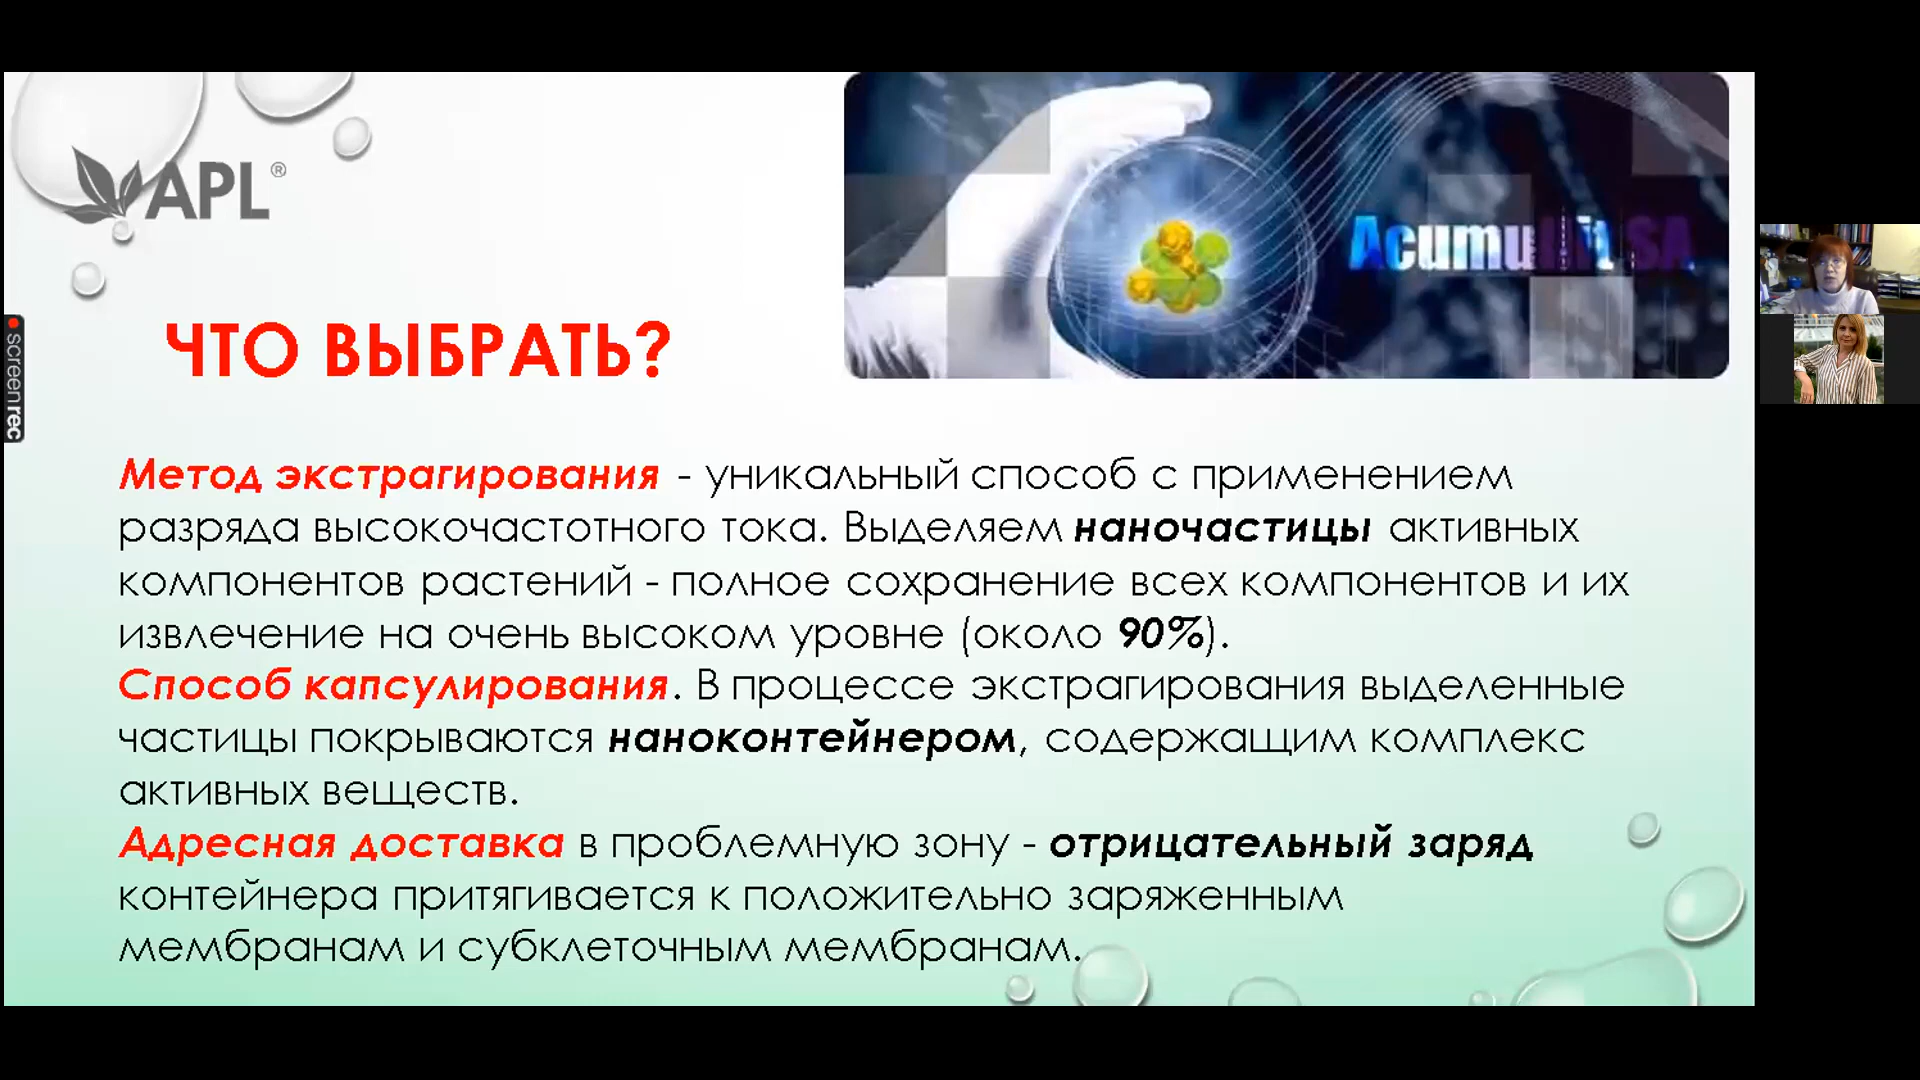 APL®
Acumullit SA
ЧТО ВЫБРАТЬ?
screenrec
Метод экстрагирования - уникальный способ с применением
разряда высокочастотного тока. Выделяем наночастицы активных
компонентов растений - полное сохранение всех компонентов и их
извлечение на очень высоком уровне (около 90%).
Способ капсулирования. В процессе экстрагирования выделенные
частицы покрываются наноконтейнером, содержащим комплекс
активных веществ.
Адресная доставка в проблемную зону - отрицательный заряд
контейнера притягивается к положительно заряженным
мембранам и субклеточным мембранам.